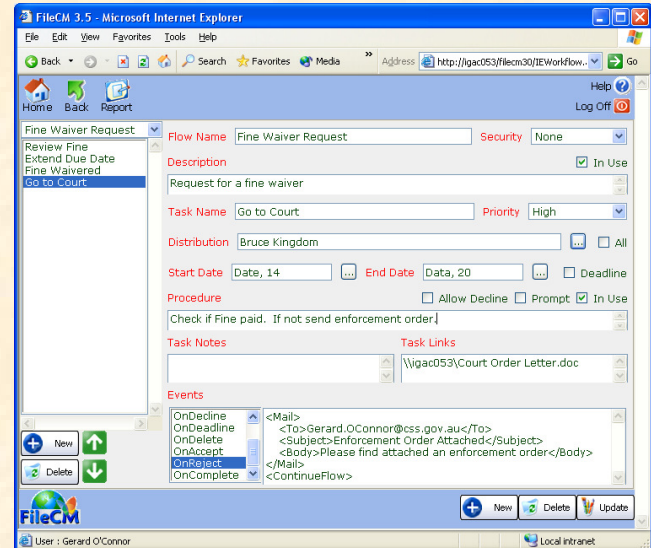 FileCM 3.5 - Microsoft Internet Explorer
File Edit View Favorites Tools Help
Back Search Favorites Media » Address http://igac053/filecm30/IEWorkflow.. Go
Home Back Report
Help
Log Off
Fine Waiver Request
Review Fine
Extend Due Date
Fine Waivered
Go to Court
Flow Name Fine Waiver Request Security None
Description In Use
Request for a fine waiver
Task Name Go to Court Priority High
Distribution Bruce Kingdom ... All
Start Date Date, 14 ... End Date Data, 20 ... Deadline
Procedure Allow Decline Prompt In Use
Check if Fine paid. If not send enforcement order.
Task Notes Task Links
\\igac053\Court Order Letter.doc
Events
OnDecline
OnDeadline
OnDelete
OnAccept
OnReject
OnComplete
<Mail>
<To>Gerard.OConnor@css.gov.au</To>
<Subject>Enforcement Order Attached</Subject>
<Body>Please find attached an enforcement order</Body>
</Mail>
<ContinueFlow>
New
Delete
FileCM
New Delete Update
User : Gerard O'Connor Local intranet